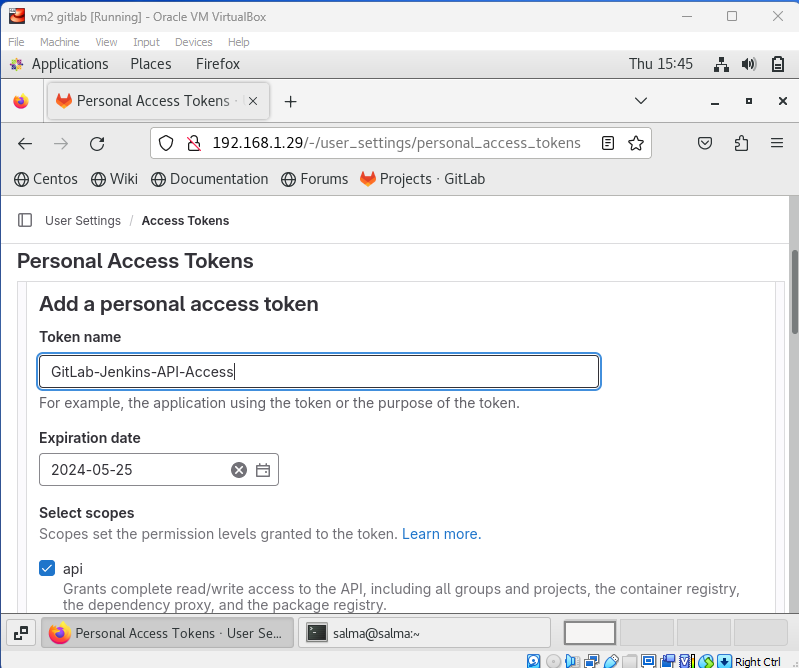 vm2 gitlab [Running] - Oracle VM VirtualBox
File Machine View Input Devices Help
Applications Places Firefox Thu 15:45
Personal Access Tokens ·
192.168.1.29/-/user_settings/personal_access_tokens
Centos Wiki Documentation Forums Projects · GitLab
User Settings / Access Tokens
Personal Access Tokens
Add a personal access token
Token name
GitLab-Jenkins-API-Access
For example, the application using the token or the purpose of the token.
Expiration date
2024-05-25
Select scopes
Scopes set the permission levels granted to the token. Learn more.
api
Grants complete read/write access to the API, including all groups and projects, the container registry,
the dependency proxy, and the package registry.
Personal Access Tokens · User Se... salma@salma:~
Right Ctrl